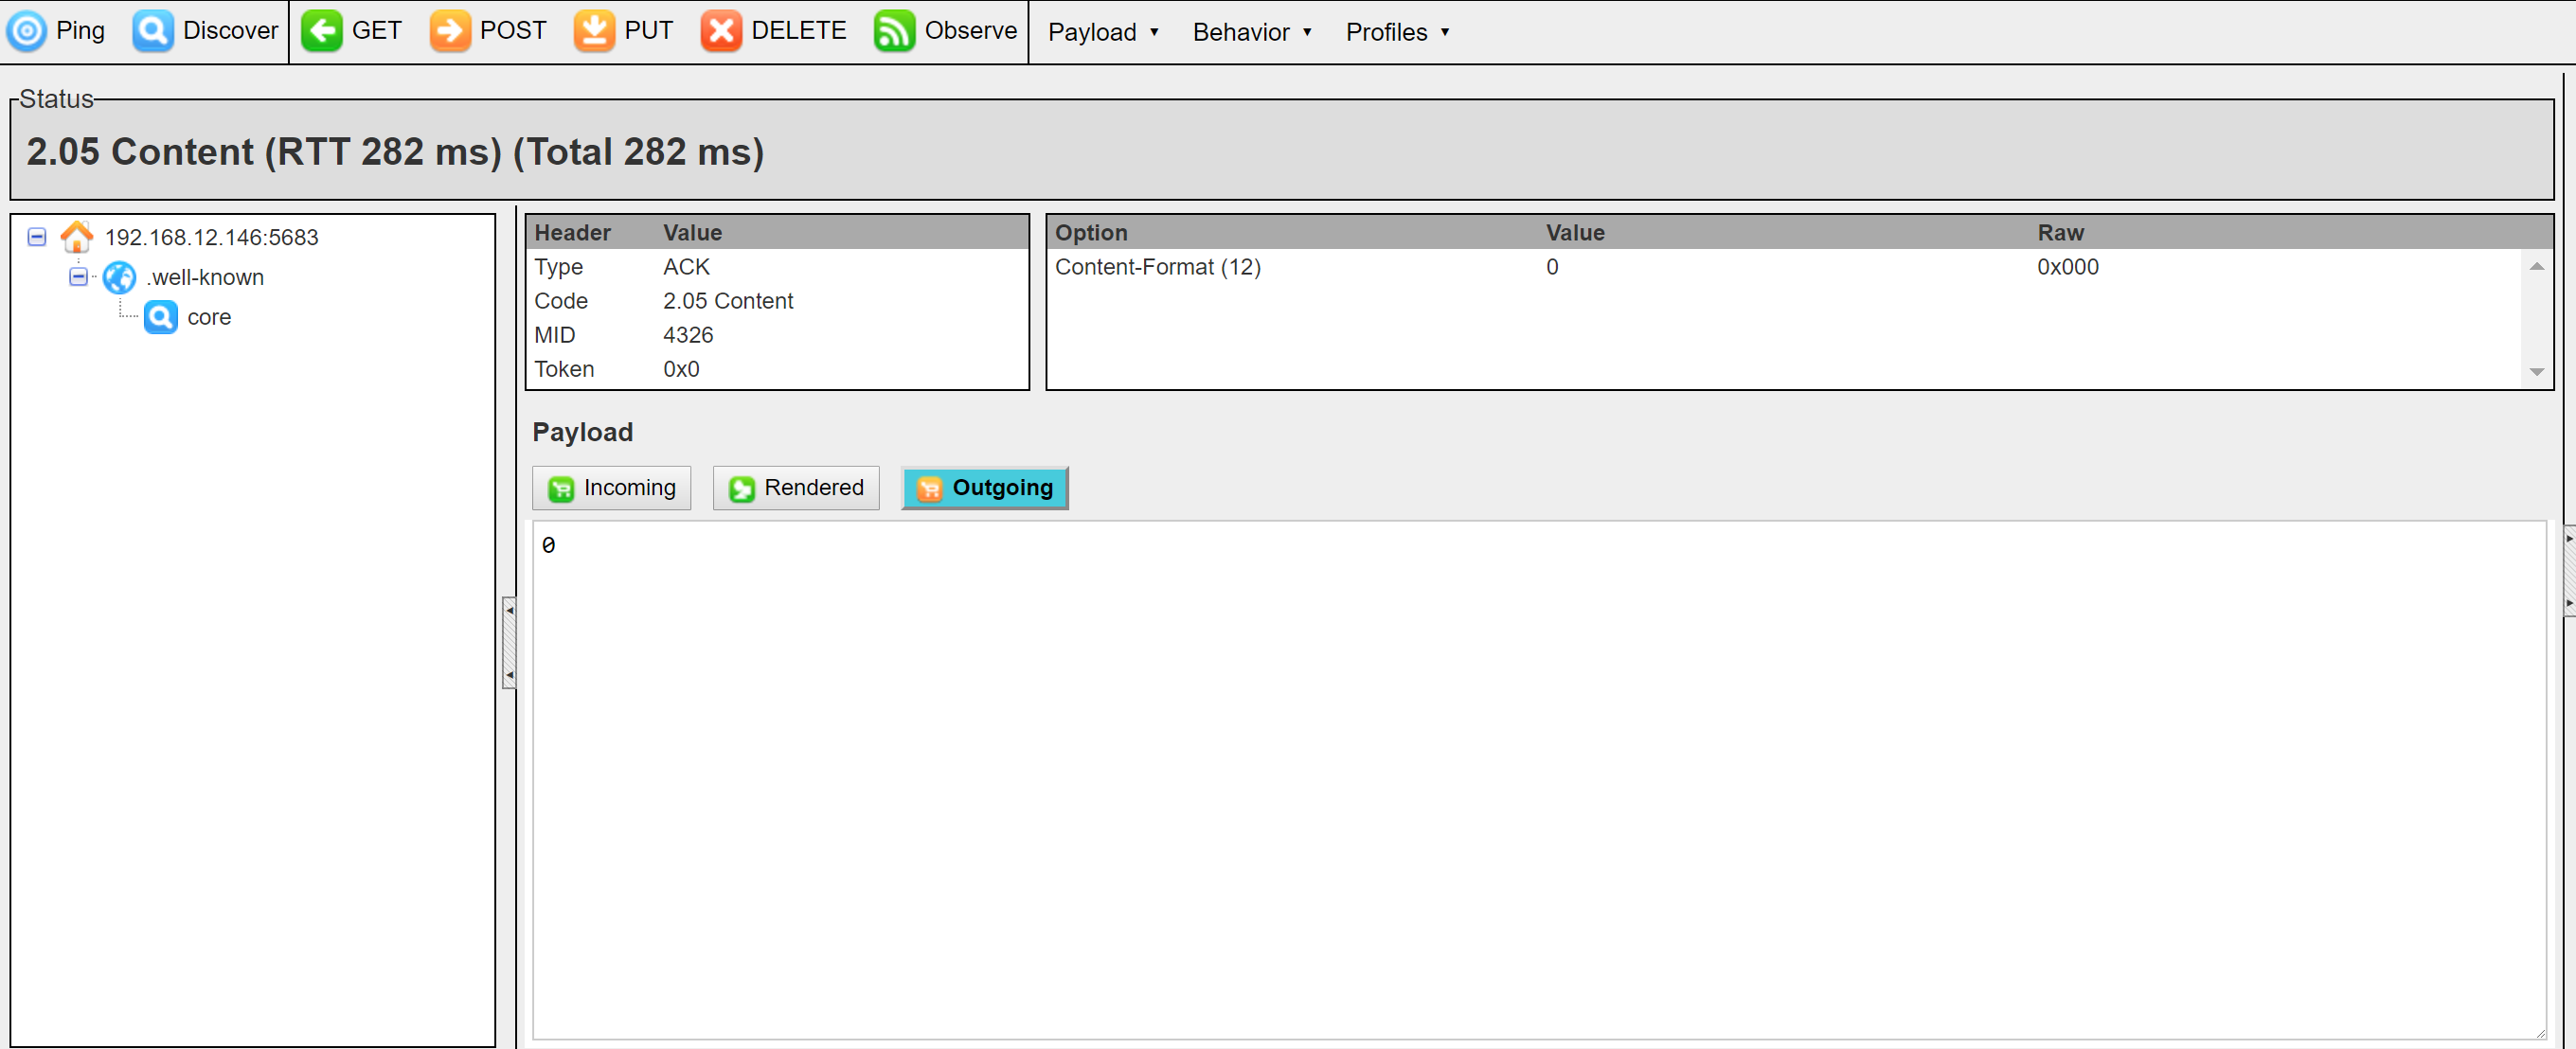 Ping Discover GET POST PUT DELETE Observe Payload Behavior Profiles
Status
2.05 Content (RTT 282 ms) (Total 282 ms)
192.168.12.146:5683
.well-known
core
Header Value
Type ACK
Code 2.05 Content
MID 4326
Token 0x0
Option Value Raw
Content-Format (12) 0 0x000
Payload
Incoming Rendered Outgoing
0